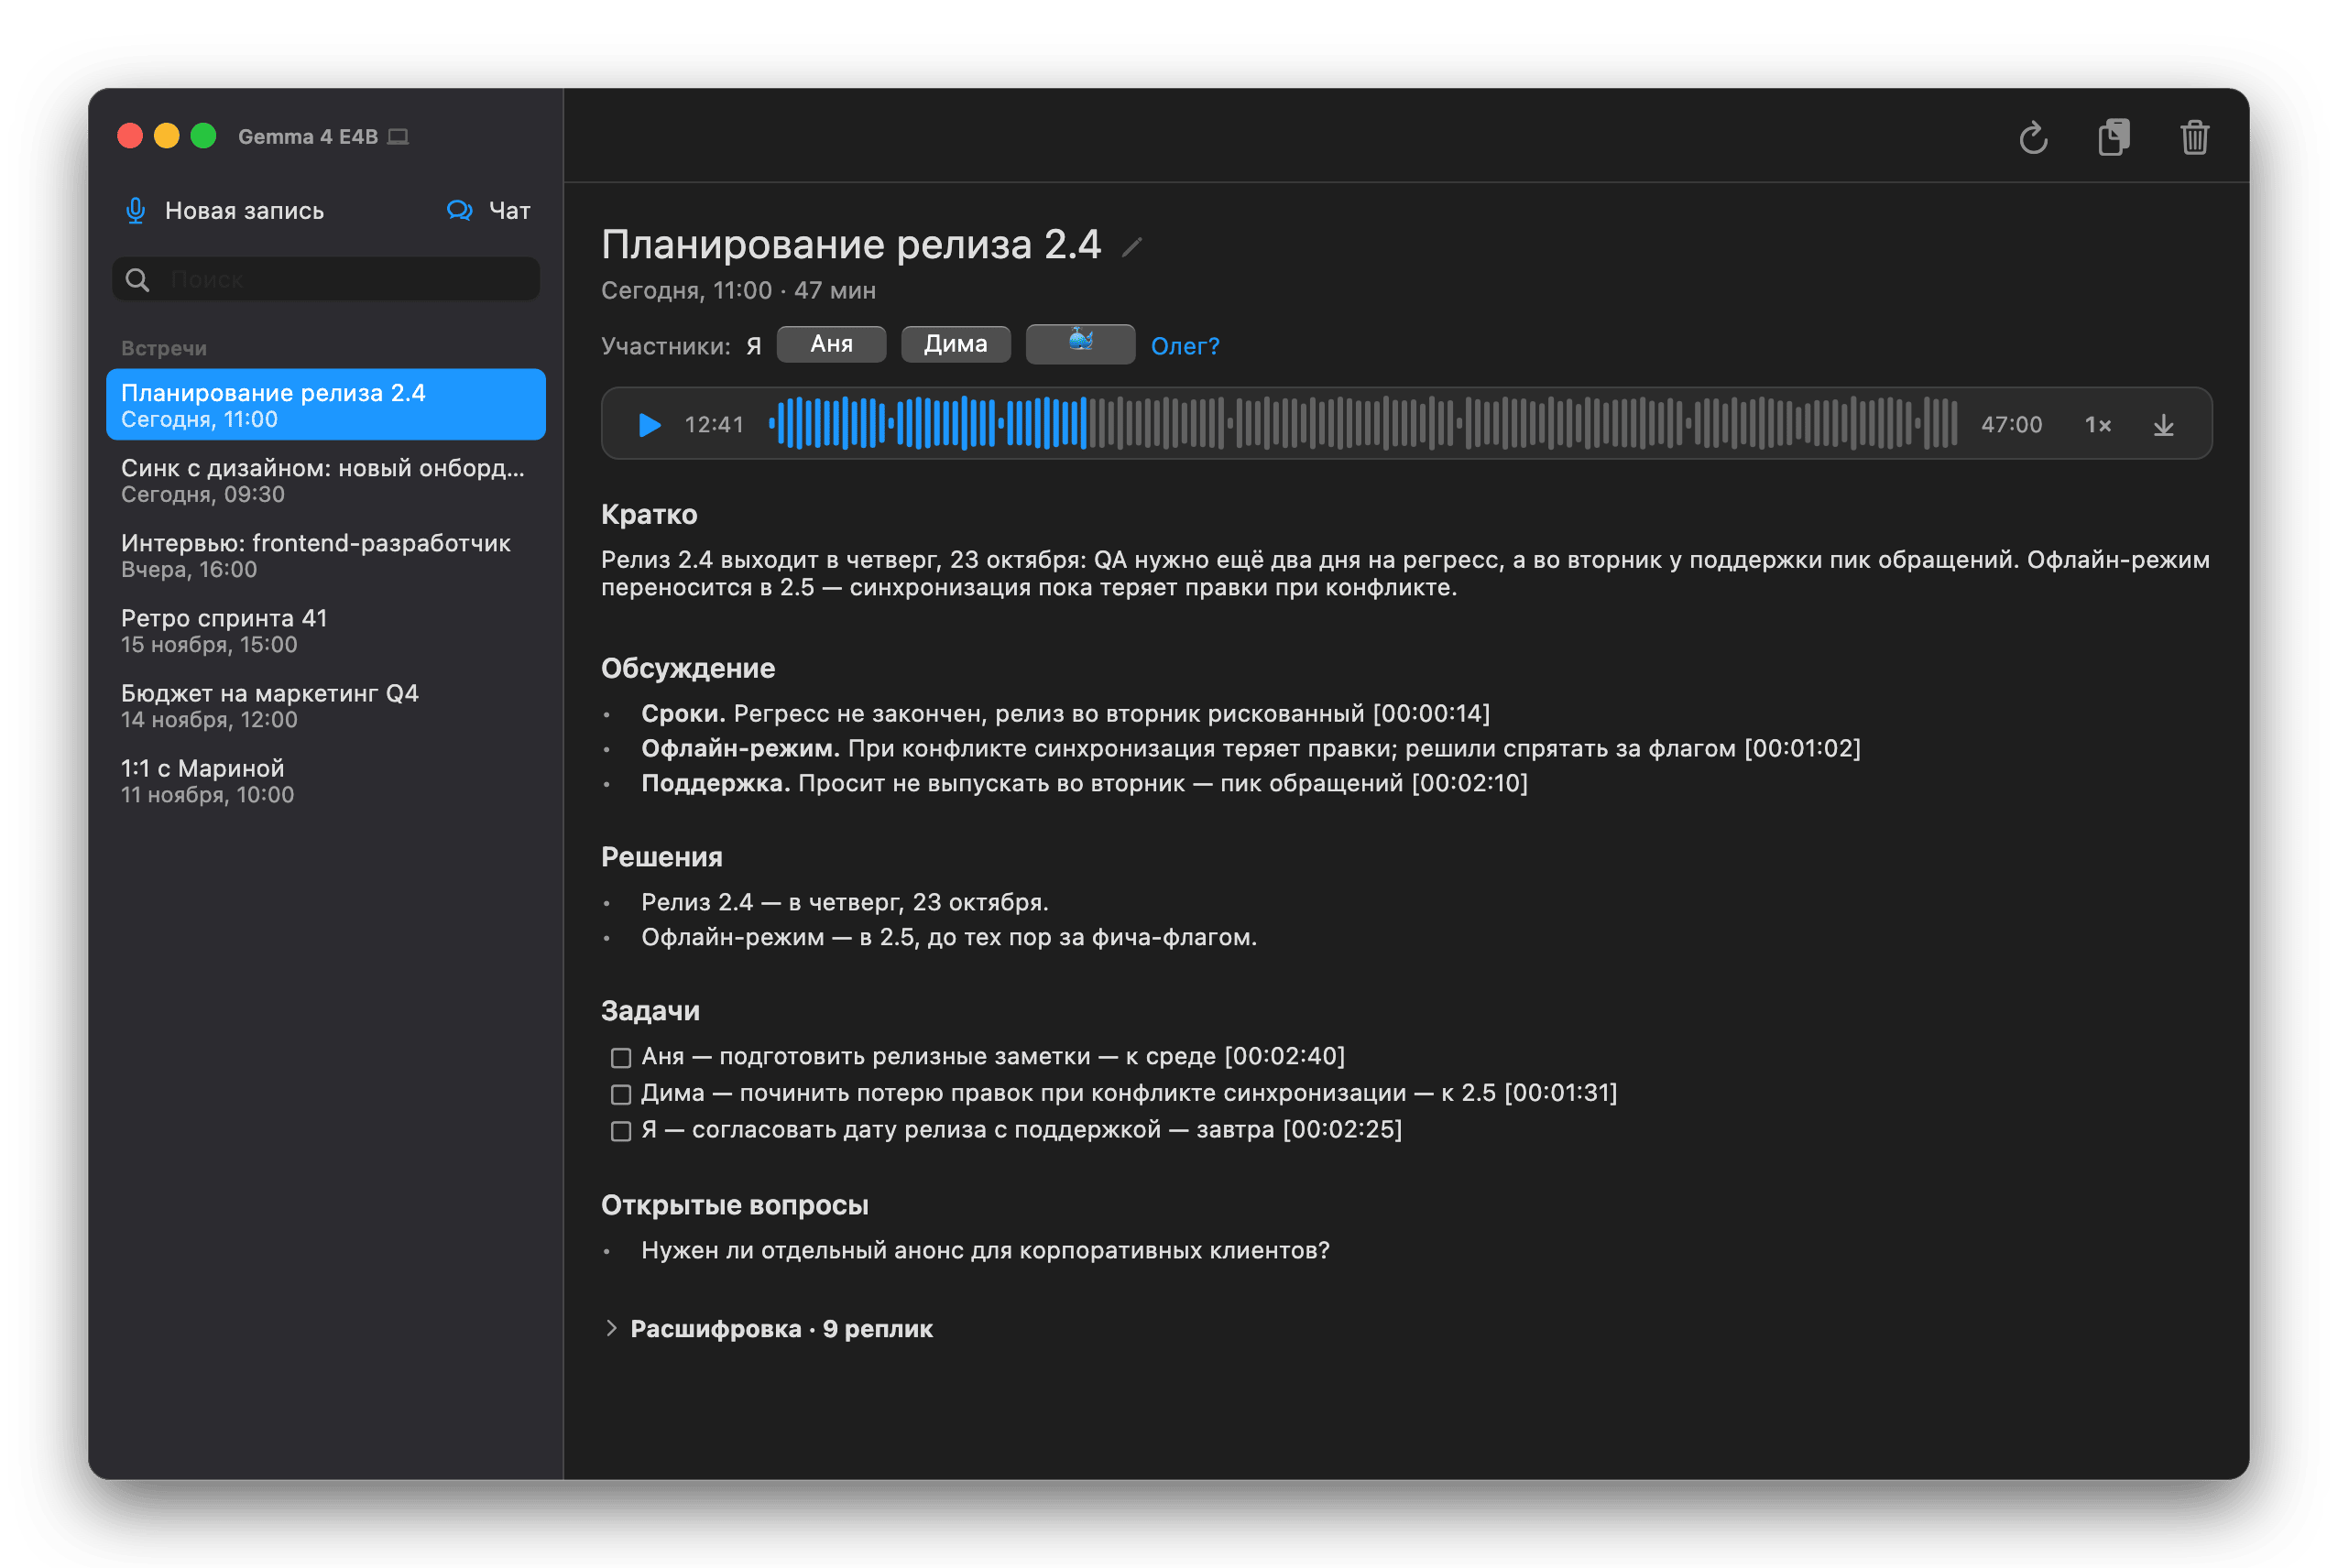 Gemma 4 E4B
Новая запись
Чат
Поиск
Встречи
Планирование релиза 2.4
Сегодня, 11:00
Синк с дизайном: новый онборд...
Сегодня, 09:30
Интервью: frontend-разработчик
Вчера, 16:00
Ретро спринта 41
15 ноября, 15:00
Бюджет на маркетинг Q4
14 ноября, 12:00
1:1 с Мариной
11 ноября, 10:00
Планирование релиза 2.4
Сегодня, 11:00 · 47 мин
Участники: Я Аня Дима 🐳 Олег?
12:41 47:00 1×
Кратко
Релиз 2.4 выходит в четверг, 23 октября: QA нужно ещё два дня на регресс, а во вторник у поддержки пик обращений. Офлайн-режим
переносится в 2.5 — синхронизация пока теряет правки при конфликте.
Обсуждение
• Сроки. Регресс не закончен, релиз во вторник рискованный [00:00:14]
• Офлайн-режим. При конфликте синхронизация теряет правки; решили спрятать за флагом [00:01:02]
• Поддержка. Просит не выпускать во вторник — пик обращений [00:02:10]
Решения
• Релиз 2.4 — в четверг, 23 октября.
• Офлайн-режим — в 2.5, до тех пор за фича-флагом.
Задачи
Аня — подготовить релизные заметки — к среде [00:02:40]
Дима — починить потерю правок при конфликте синхронизации — к 2.5 [00:01:31]
Я — согласовать дату релиза с поддержкой — завтра [00:02:25]
Открытые вопросы
• Нужен ли отдельный анонс для корпоративных клиентов?
Расшифровка · 9 реплик